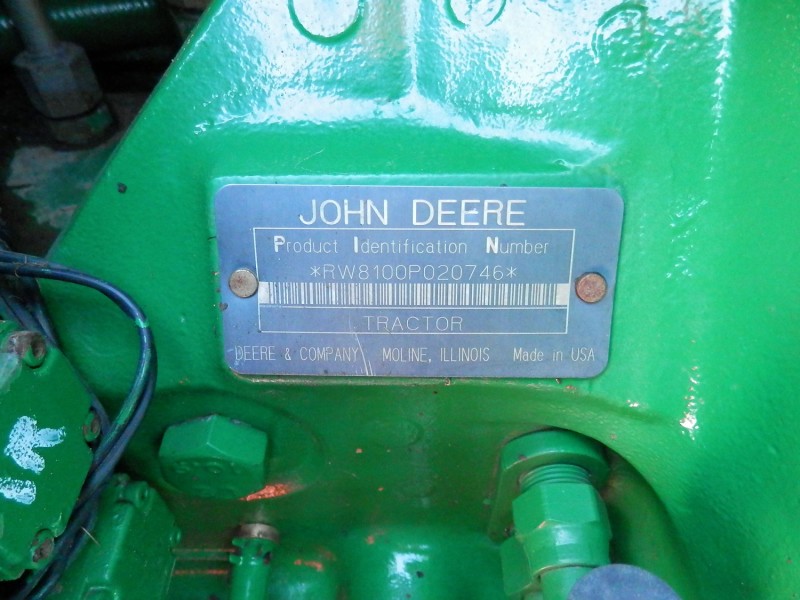 JOHN DEERE
Product Identification Number
*RW8100P020746*
TRACTOR
DEERE & COMPANY MOLINE, ILLINOIS Made in USA